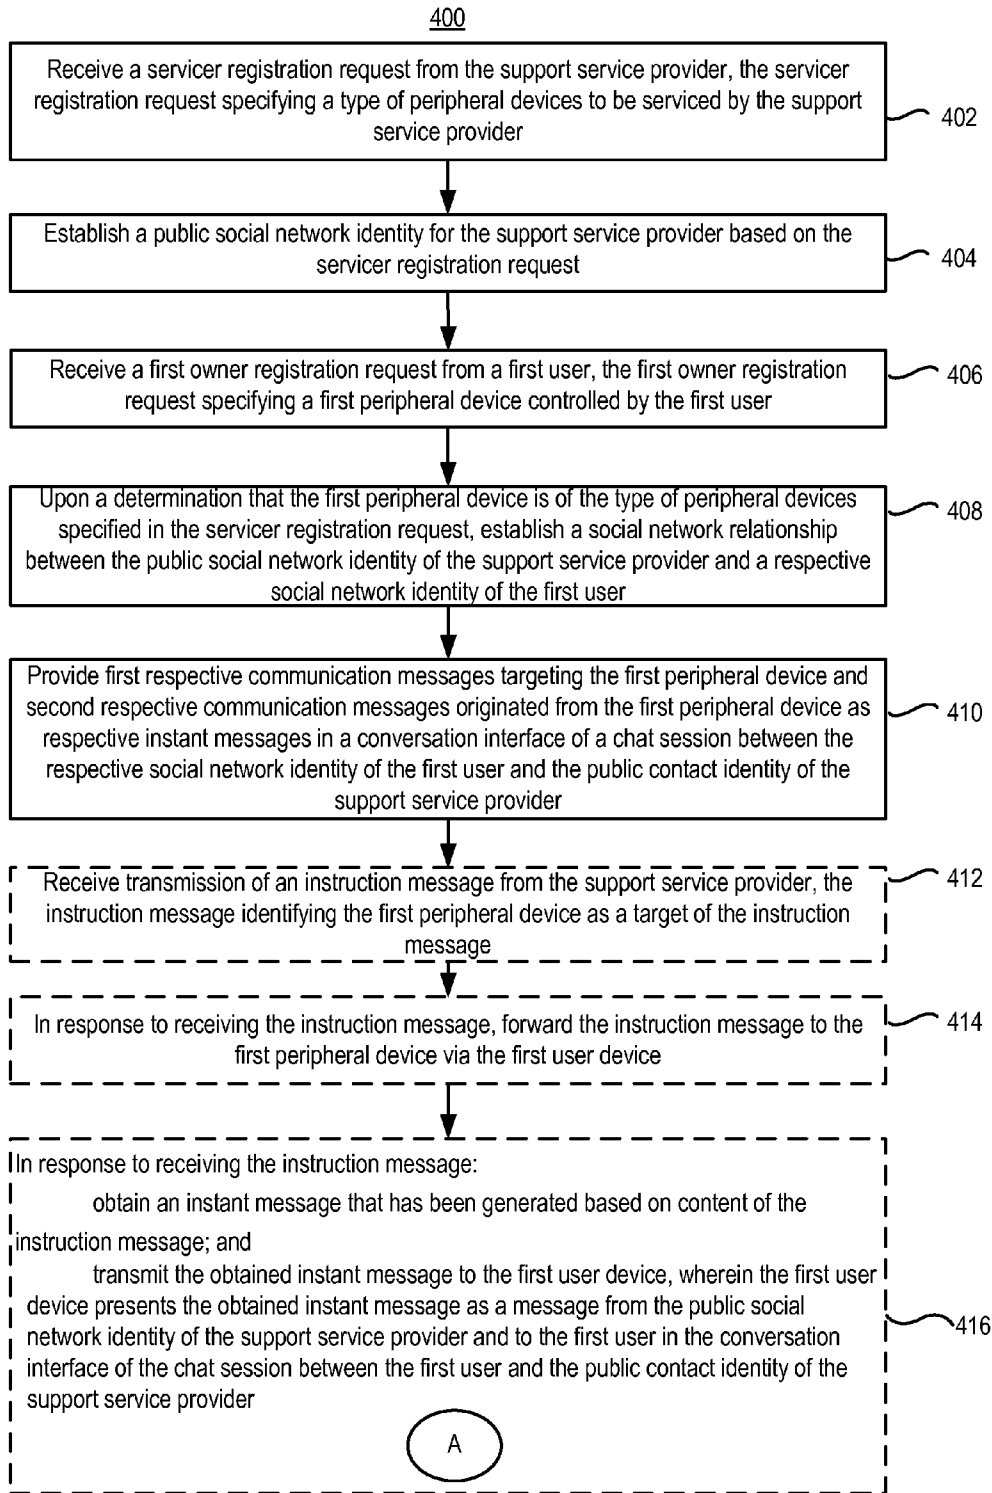 400
Receive a servicer registration request from the support service provider, the servicer
registration request specifying a type of peripheral devices to be serviced by the support
service provider
402
Establish a public social network identity for the support service provider based on the
servicer registration request
404
Receive a first owner registration request from a first user, the first owner registration
request specifying a first peripheral device controlled by the first user
406
Upon a determination that the first peripheral device is of the type of peripheral devices
specified in the servicer registration request, establish a social network relationship
between the public social network identity of the support service provider and a respective
social network identity of the first user
408
Provide first respective communication messages targeting the first peripheral device and
second respective communication messages originated from the first peripheral device as
respective instant messages in a conversation interface of a chat session between the
respective social network identity of the first user and the public contact identity of the
support service provider
410
Receive transmission of an instruction message from the support service provider, the
instruction message identifying the first peripheral device as a target of the instruction
message
412
In response to receiving the instruction message, forward the instruction message to the
first peripheral device via the first user device
414
In response to receiving the instruction message:
obtain an instant message that has been generated based on content of the
instruction message; and
transmit the obtained instant message to the first user device, wherein the first user
device presents the obtained instant message as a message from the public social
network identity of the support service provider and to the first user in the conversation
interface of the chat session between the first user and the public contact identity of the
support service provider
416
A